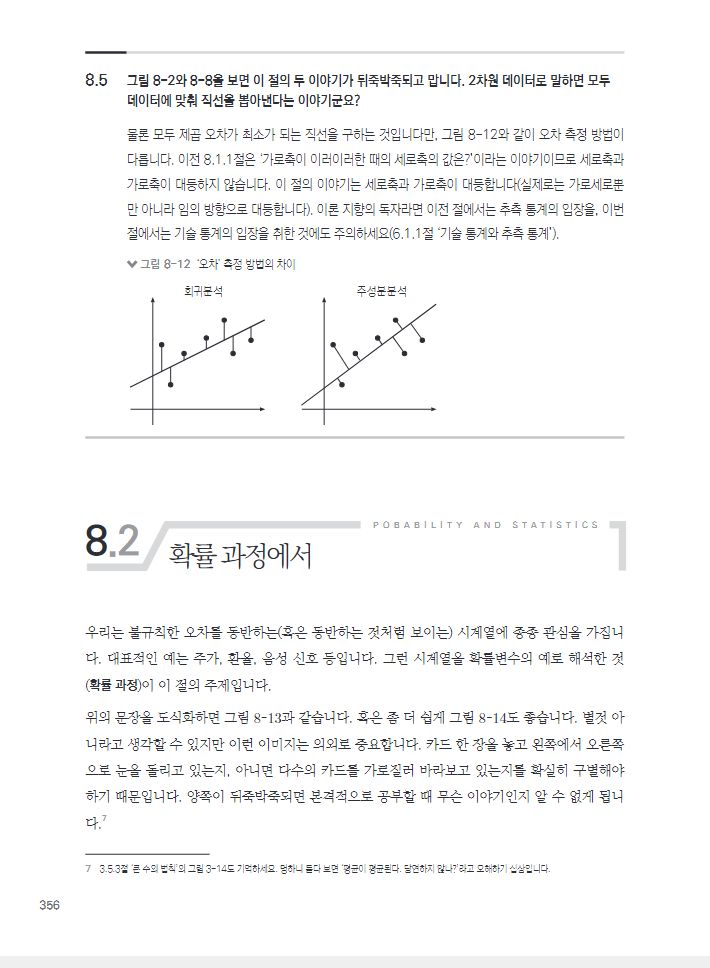 8.5 그림 8-2와 8-8을 보면 이 절의 두 이야기가 뒤죽박죽되고 맙니다. 2차원 데이터로 말하면 모두
데이터에 맞춰 직선을 뽑아낸다는 이야기군요?
물론 모두 제곱 오차가 최소가 되는 직선을 구하는 것입니다만, 그림 8-12와 같이 오차 측정 방법이
다릅니다. 이전 8.1.1절은 ‘가로축이 이러이러한 때의 세로축의 값은?’이라는 이야기이므로 세로축과
가로축이 대등하지 않습니다. 이 절의 이야기는 세로축과 가로축이 대등합니다(실제로는 가로세로뿐
만 아니라 임의 방향으로 대등합니다). 이론 지향의 독자라면 이전 절에서는 추측 통계의 입장을, 이번
절에서는 기술 통계의 입장을 취한 것에도 주의하세요(6.1.1절 ‘기술 통계와 추측 통계’).
그림 8-12 ‘오차’ 측정 방법의 차이
회귀분석
주성분분석
POBABILITY AND STATISTICS
8.2 확률 과정에서
우리는 불규칙한 오차를 동반하는(혹은 동반하는 것처럼 보이는) 시계열에 종종 관심을 가집니
다. 대표적인 예는 주가, 환율, 음성 신호 등입니다. 그런 시계열을 확률변수의 예로 해석한 것
(확률 과정)이 이 절의 주제입니다.
위의 문장을 도식화하면 그림 8-13과 같습니다. 혹은 좀 더 쉽게 그림 8-14도 좋습니다. 별것 아
니라고 생각할 수 있지만 이런 이미지는 의외로 중요합니다. 카드 한 장을 놓고 왼쪽에서 오른쪽
으로 눈을 돌리고 있는지, 아니면 다수의 카드를 가로질러 바라보고 있는지를 확실히 구별해야
하기 때문입니다. 양쪽이 뒤죽박죽되면 본격적으로 공부할 때 무슨 이야기인지 알 수 없게 됩니
다.7
7 3.5.3절 ‘큰 수의 법칙’의 그림 3-14도 기억하세요. 멍하니 듣다 보면 ‘평균이 평균된다. 당연하지 않나?’라고 오해하기 십상입니다.
356